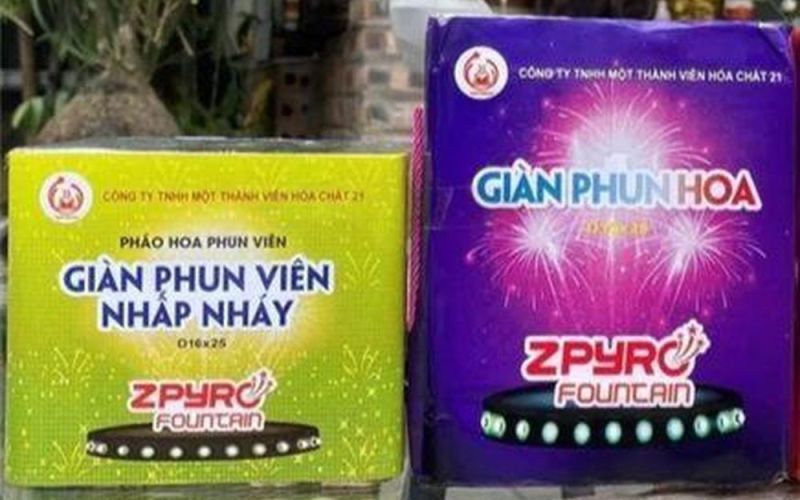 CÔNG TY TNHH MỘT THÀNH VIÊN HÓA CHẤT 21
PHÁO HOA PHUN VIÊN
GIÀN PHUN VIÊN
NHẤP NHÁY
O16x25
ZPYRO
FOUNTAIN
CÔNG TY TNHH MỘT THÀNH VIÊN HÓA CHẤT 21
GIÀN PHUN HOA
ZPYRO
FOUNTAIN